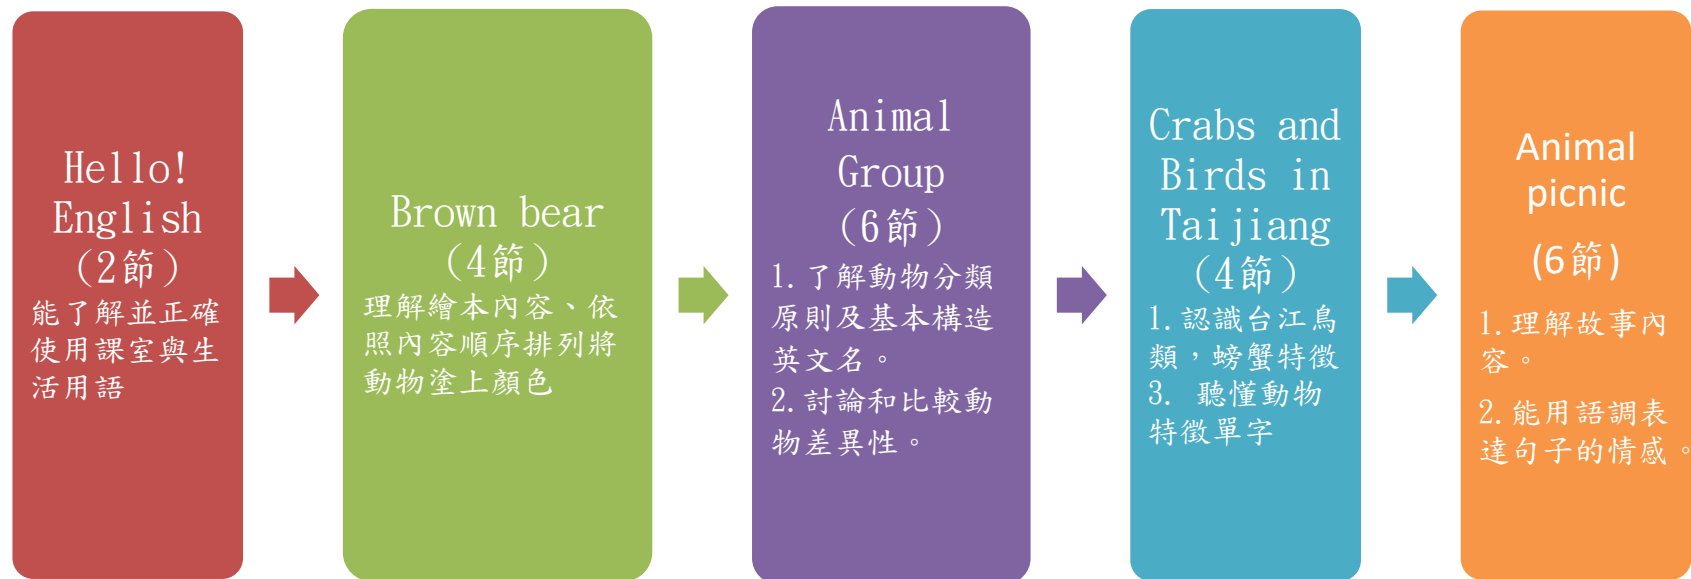 Hello!
English
(2節)
能了解並正確
使用課室與生
活用語
Brown bear
(4節)
理解繪本內容、依
照內容順序排列將
動物塗上顏色
Animal
Group
(6節)
1.了解動物分類
原則及基本構造
英文名。
2.討論和比較動
物差異性。
Crabs and
Birds in
Taijiang
(4節)
1.認識台江鳥
類，螃蟹特徵
3. 聽懂動物
特徵單字
Animal
picnic
(6節)
1.理解故事內
容。
2.能用語調表
達句子的情感。